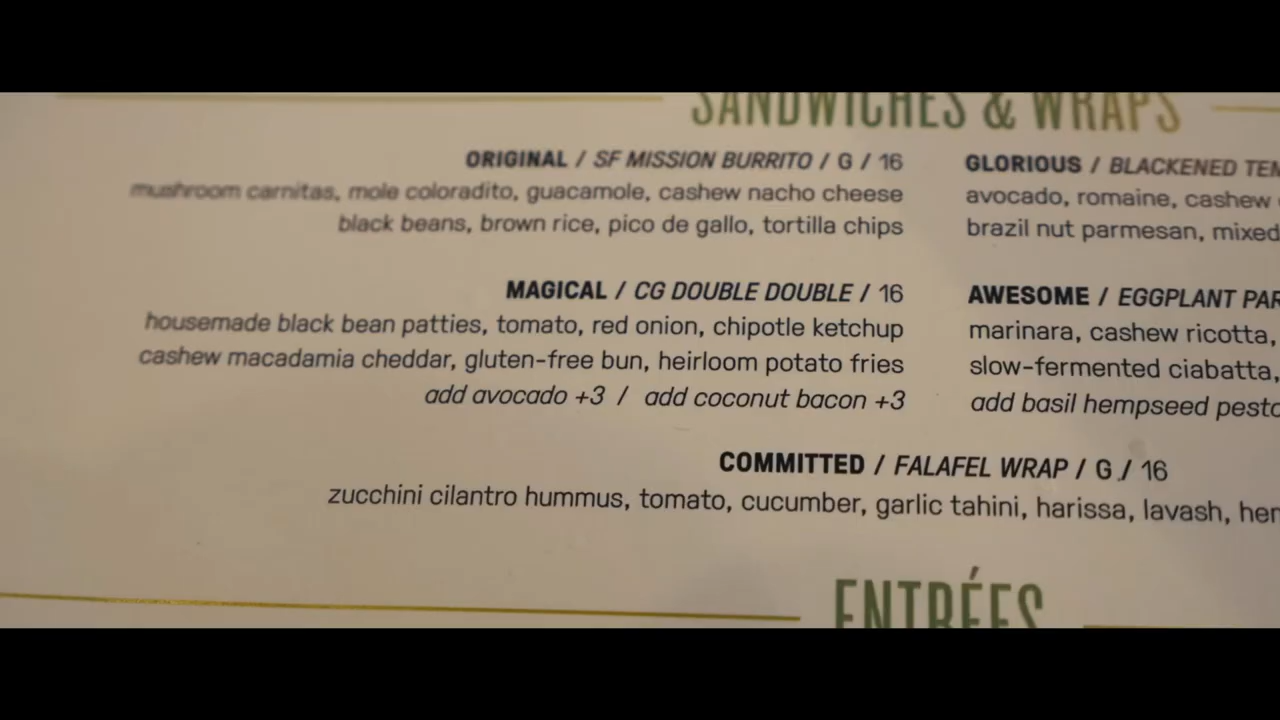 SANDWICHES & WRAPS
ORIGINAL / SF MISSION BURRITO / G / 16
mushroom carnitas, mole coloradito, guacamole, cashew nacho cheese
black beans, brown rice, pico de gallo, tortilla chips
MAGICAL / CG DOUBLE DOUBLE / 16
housemade black bean patties, tomato, red onion, chipotle ketchup
cashew macadamia cheddar, gluten-free bun, heirloom potato fries
add avocado +3 / add coconut bacon +3
GLORIOUS / BLACKENED TEM
avocado, romaine, cashew
brazil nut parmesan, mixed
AWESOME / EGGPLANT PAR
marinara, cashew ricotta,
slow-fermented ciabatta,
add basil hempseed pesto
COMMITTED / FALAFEL WRAP / G / 16
zucchini cilantro hummus, tomato, cucumber, garlic tahini, harissa, lavash,
ENTRÉES